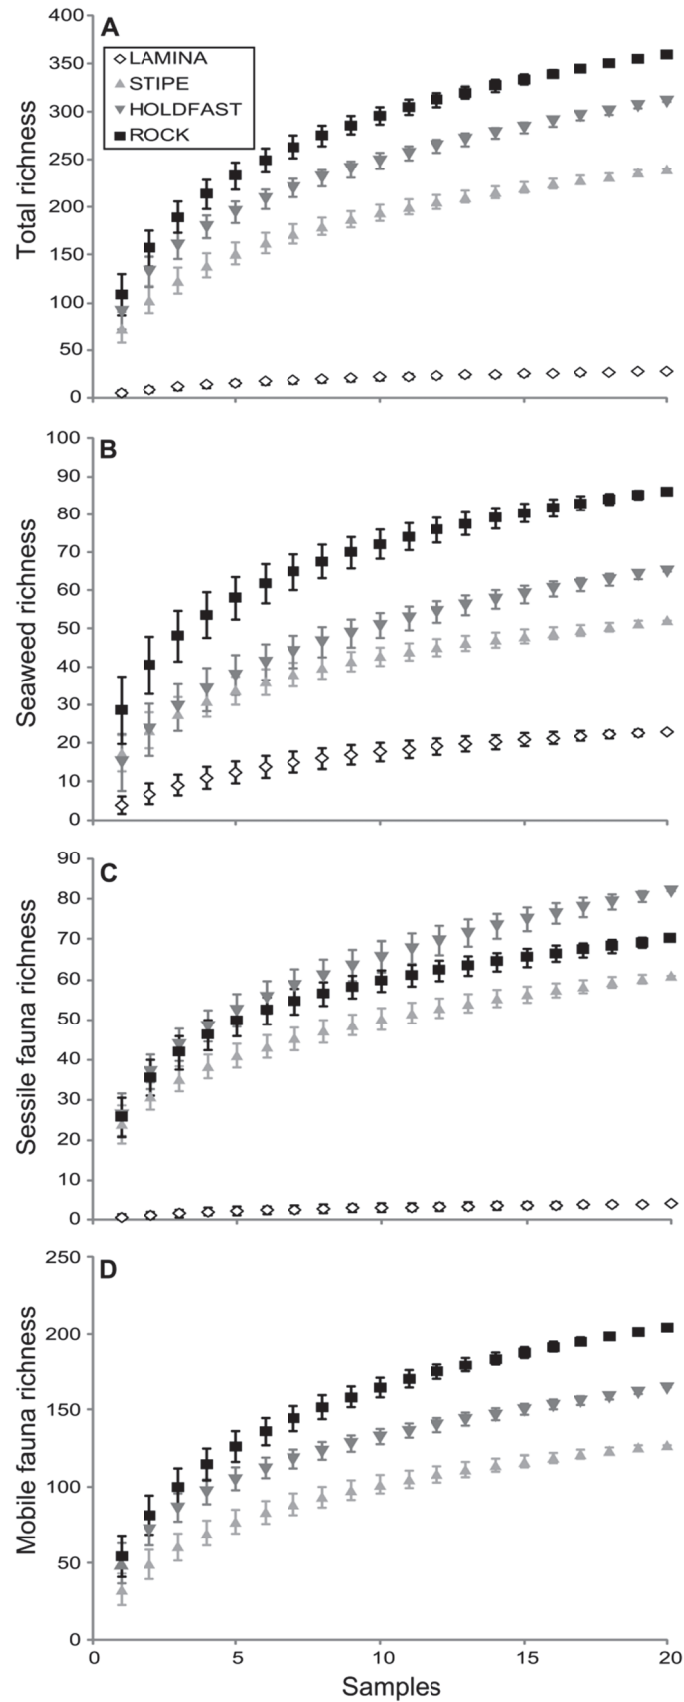 A
400
350
300
250
200
150
100
50
0
Total richness
LAMINA
STIPE
HOLDFAST
ROCK
B
100
90
80
70
60
50
40
30
20
10
0
Seaweed richness
C
90
80
70
60
50
40
30
20
10
0
Sessile fauna richness
D
250
200
150
100
50
0
Mobile fauna richness
0 5 10 15 20
Samples